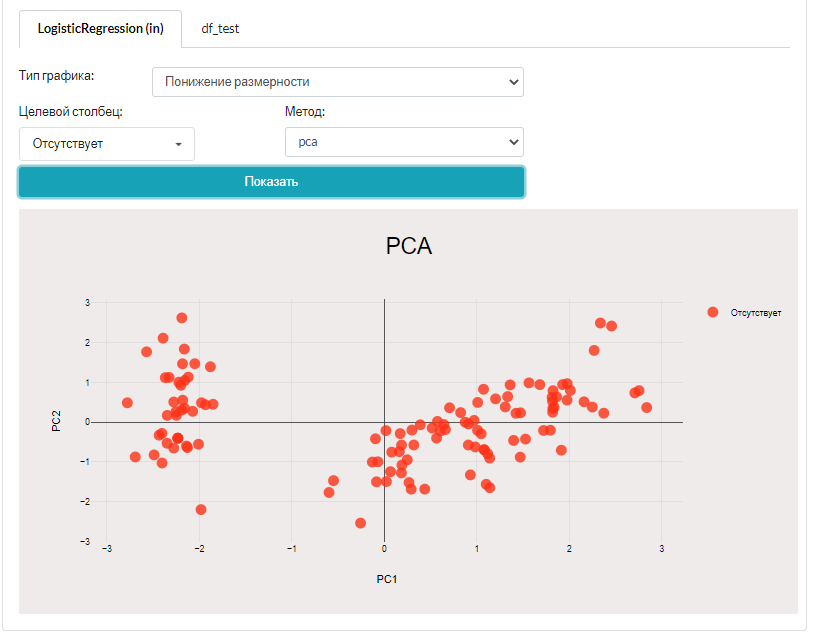 LogisticRegression (in) df_test
Тип графика: Понижение размерности
Целевой столбец: Метод:
Отсутствует pca
Показать
PCA
Отсутствует
3
2
1
0
−1
−2
−3
PC2
−3 −2 −1 0 1 2 3
PC1